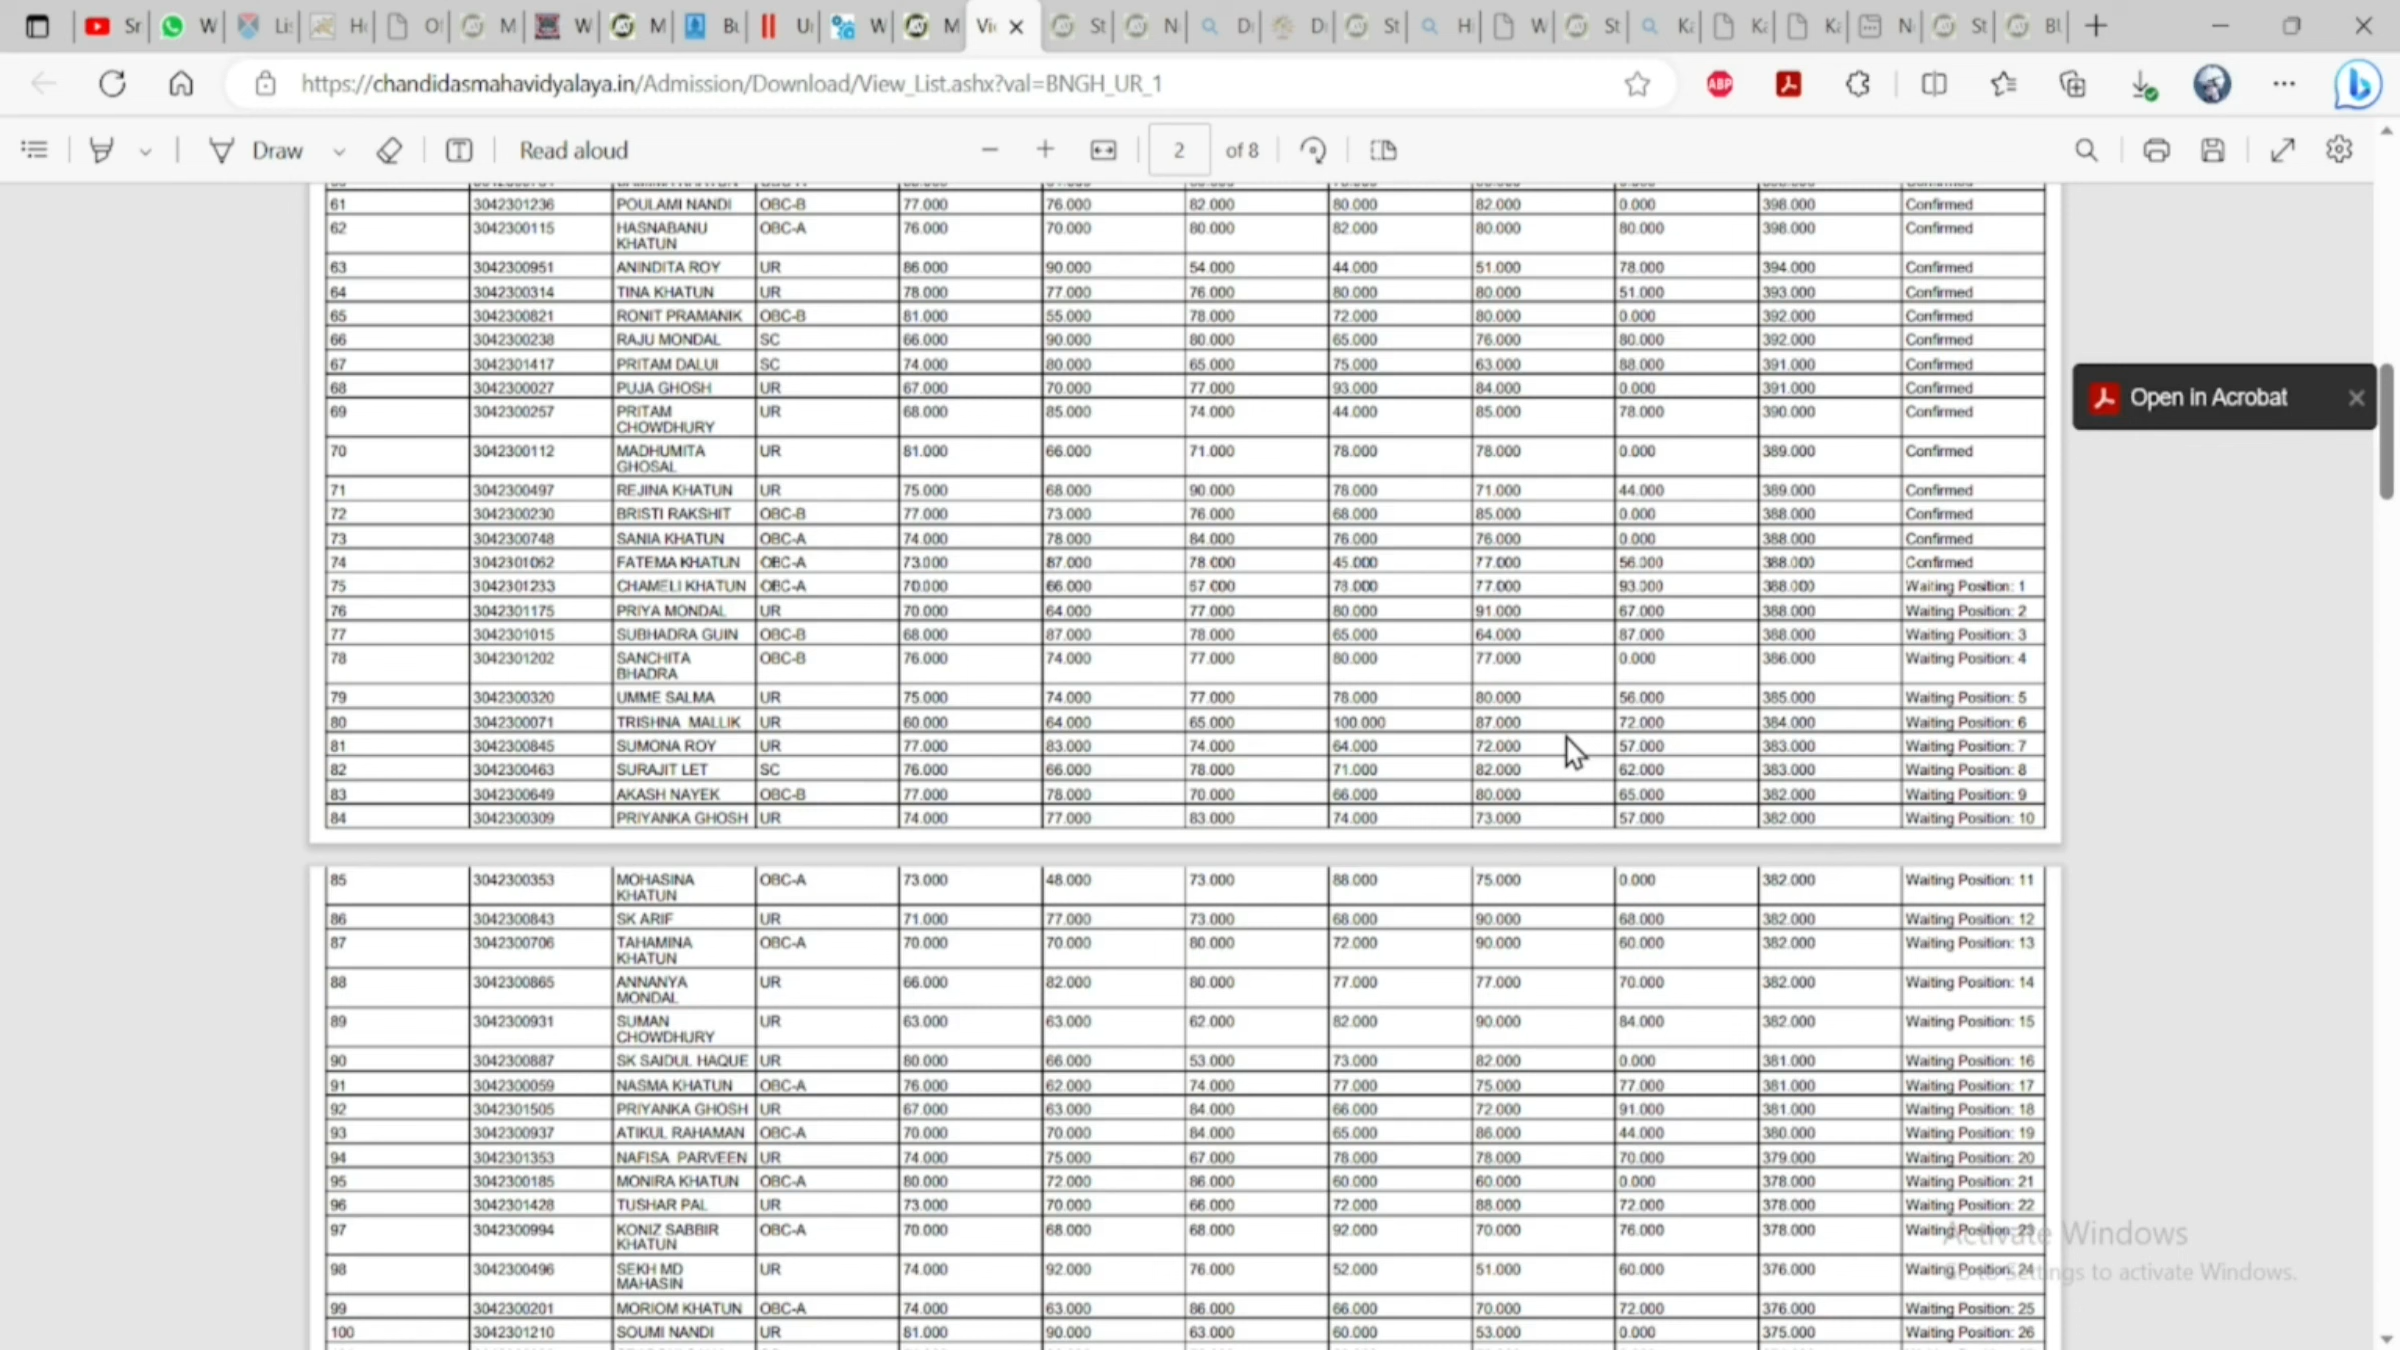 Sr
W
Lis
He
Of
M
W
M
Bu
Ur
W
M
Vie
St
N
D
D
St
H
W
St
Ka
Ka
Ka
N
St
BU
https://chandidasmahavidyalaya.in/Admission/Download/View_List.ashx?val=BNGH_UR_1
ABP
Draw
Read aloud
2 of 8
61 3042301236 POULAMI NANDI OBC-B 77.000 76.000 82.000 80.000 82.000 0.000 398.000 Confirmed
62 3042300115 HASNABANU OBC-A 76.000 70.000 80.000 82.000 80.000 80.000 398.000 Confirmed
KHATUN
63 3042300951 ANINDITA ROY UR 86.000 90.000 54.000 44.000 51.000 78.000 394.000 Confirmed
64 3042300314 TINA KHATUN UR 78.000 77.000 76.000 80.000 80.000 51.000 393.000 Confirmed
65 3042300821 RONIT PRAMANIK OBC-B 81.000 55.000 78.000 72.000 80.000 0.000 392.000 Confirmed
66 3042300238 RAJU MONDAL SC 66.000 90.000 80.000 65.000 76.000 80.000 392.000 Confirmed
67 3042301417 PRITAM DALUI SC 74.000 80.000 65.000 75.000 63.000 88.000 391.000 Confirmed
68 3042300027 PUJA GHOSH UR 67.000 70.000 77.000 93.000 84.000 0.000 391.000 Confirmed
69 3042300257 PRITAM UR 68.000 85.000 74.000 44.000 85.000 78.000 390.000 Confirmed
CHOWDHURY
Open in Acrobat
70 3042300112 MADHUMITA UR 81.000 66.000 71.000 78.000 78.000 0.000 389.000 Confirmed
GHOSAL
71 3042300497 REJINA KHATUN UR 75.000 68.000 90.000 78.000 71.000 44.000 389.000 Confirmed
72 3042300230 BRISTI RAKSHIT OBC-B 77.000 73.000 76.000 68.000 85.000 0.000 388.000 Confirmed
73 3042300748 SANIA KHATUN OBC-A 74.000 78.000 84.000 76.000 76.000 0.000 388.000 Confirmed
74 3042301062 FATEMA KHATUN OBC-A 73.000 87.000 78.000 45.000 77.000 56.000 388.000 Confirmed
75 3042301233 CHAMELI KHATUN OBC-A 70.000 66.000 57.000 78.000 77.000 93.000 388.000 Waiting Position: 1
76 3042301175 PRIYA MONDAL UR 70.000 64.000 77.000 80.000 91.000 67.000 388.000 Waiting Position: 2
77 3042301015 SUBHADRA GUIN OBC-B 68.000 87.000 78.000 65.000 64.000 87.000 388.000 Waiting Position: 3
78 3042301202 SANCHITA OBC-B 76.000 74.000 77.000 80.000 77.000 0.000 386.000 Waiting Position: 4
BHADRA
79 3042300320 UMME SALMA UR 75.000 74.000 77.000 78.000 80.000 56.000 385.000 Waiting Position: 5
80 3042300071 TRISHNA MALLIK UR 60.000 64.000 65.000 100.000 87.000 72.000 384.000 Waiting Position: 6
81 3042300845 SUMONA ROY UR 77.000 83.000 74.000 64.000 72.000 57.000 383.000 Waiting Position: 7
82 3042300463 SURAJIT LET SC 76.000 66.000 78.000 71.000 82.000 62.000 383.000 Waiting Position: 8
83 3042300649 AKASH NAYEK OBC-B 77.000 78.000 70.000 66.000 80.000 65.000 382.000 Waiting Position: 9
84 3042300309 PRIYANKA GHOSH UR 74.000 77.000 83.000 74.000 73.000 57.000 382.000 Waiting Position: 10
85 3042300353 MOHASINA OBC-A 73.000 48.000 73.000 88.000 75.000 0.000 382.000 Waiting Position: 11
KHATUN
86 3042300843 SK ARIF UR 71.000 77.000 73.000 68.000 90.000 68.000 382.000 Waiting Position: 12
87 3042300706 TAHAMINA OBC-A 70.000 70.000 80.000 72.000 90.000 60.000 382.000 Waiting Position: 13
KHATUN
88 3042300865 ANNANYA UR 66.000 82.000 80.000 77.000 77.000 70.000 382.000 Waiting Position: 14
MONDAL
89 3042300931 SUMAN UR 63.000 63.000 62.000 82.000 90.000 84.000 382.000 Waiting Position: 15
CHOWDHURY
90 3042300887 SK SAIDUL HAQUE UR 80.000 66.000 53.000 73.000 82.000 0.000 381.000 Waiting Position: 16
91 3042300059 NASMA KHATUN OBC-A 76.000 62.000 74.000 77.000 75.000 77.000 381.000 Waiting Position: 17
92 3042301505 PRIYANKA GHOSH UR 67.000 63.000 84.000 66.000 72.000 91.000 381.000 Waiting Position: 18
93 3042300937 ATIKUL RAHAMAN OBC-A 70.000 70.000 84.000 65.000 86.000 44.000 380.000 Waiting Position: 19
94 3042301353 NAFISA PARVEEN UR 74.000 75.000 67.000 78.000 78.000 70.000 379.000 Waiting Position: 20
95 3042300185 MONIRA KHATUN OBC-A 80.000 72.000 86.000 60.000 60.000 0.000 378.000 Waiting Position: 21
96 3042301428 TUSHAR PAL UR 73.000 70.000 66.000 72.000 88.000 72.000 378.000 Waiting Position: 22
97 3042300994 KONIZ SABBIR OBC-A 70.000 68.000 68.000 92.000 70.000 76.000 378.000 Waiting Position: 23
KHATUN
Activate Windows
98 3042300496 SEKH MD UR 74.000 92.000 76.000 52.000 51.000 60.000 376.000 Waiting Position: 24
MAHASIN
Go to Settings to activate Windows.
99 3042300201 MORIOM KHATUN OBC-A 74.000 63.000 86.000 66.000 70.000 72.000 376.000 Waiting Position: 25
100 3042301210 SOUMI NANDI UR 81.000 90.000 63.000 60.000 53.000 0.000 375.000 Waiting Position: 26